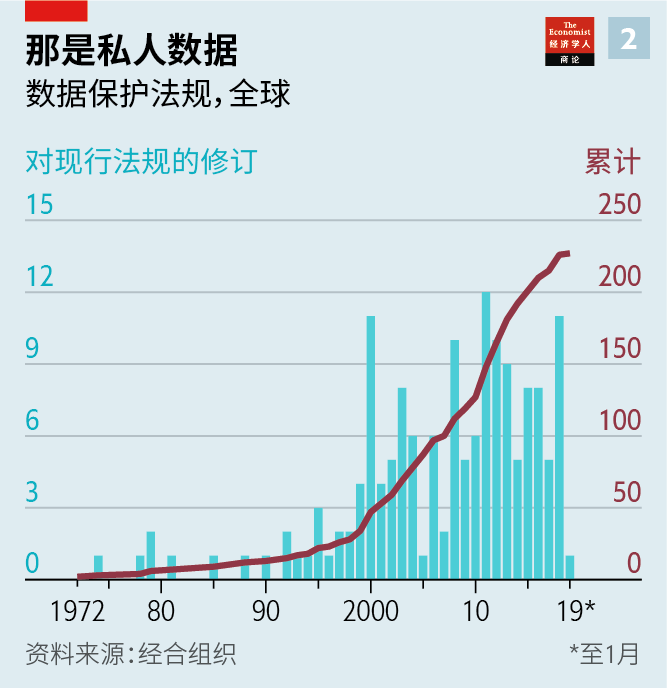 The
Economist
经济学人
商论
2
那是私人数据
数据保护法规，全球
对现行法规的修订
累计
15 250
12 200
9 150
6 100
3 50
0 0
1972 80 90 2000 10 19*
资料来源：经合组织
*至1月